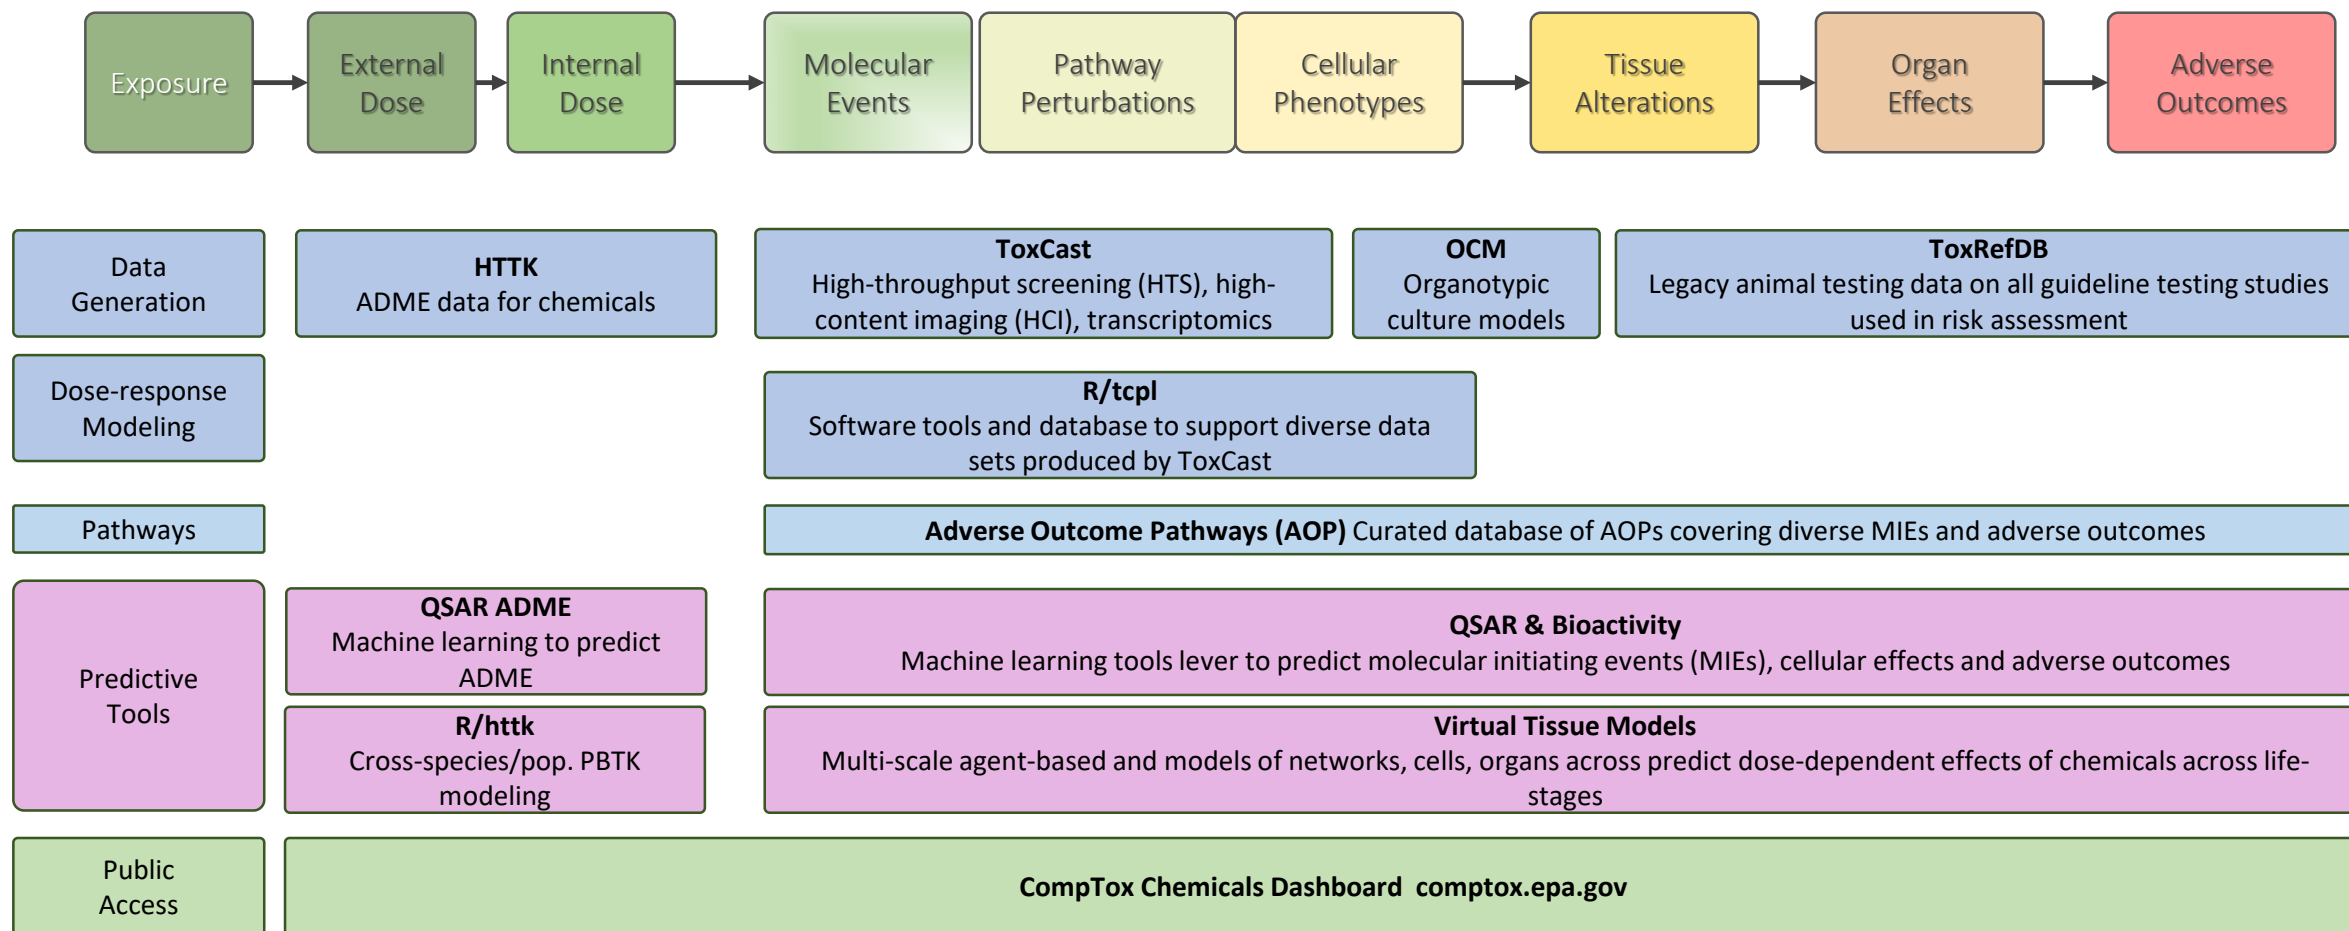 Exposure
External
Dose
Internal
Dose
Molecular
Events
Pathway
Perturbations
Cellular
Phenotypes
Tissue
Alterations
Organ
Effects
Adverse
Outcomes
Data
Generation
HTTK
ADME data for chemicals
ToxCast
High-throughput screening (HTS), high-
content imaging (HCI), transcriptomics
OCM
Organotypic
culture models
ToxRefDB
Legacy animal testing data on all guideline testing studies
used in risk assessment
Dose-response
Modeling
R/tcpl
Software tools and database to support diverse data
sets produced by ToxCast
Pathways
Adverse Outcome Pathways (AOP) Curated database of AOPs covering diverse MIEs and adverse outcomes
Predictive
Tools
QSAR ADME
Machine learning to predict
ADME
QSAR & Bioactivity
Machine learning tools lever to predict molecular initiating events (MIEs), cellular effects and adverse outcomes
R/httk
Cross-species/pop. PBTK
modeling
Virtual Tissue Models
Multi-scale agent-based and models of networks, cells, organs across predict dose-dependent effects of chemicals across life-
stages
Public
Access
CompTox Chemicals Dashboard comptox.epa.gov